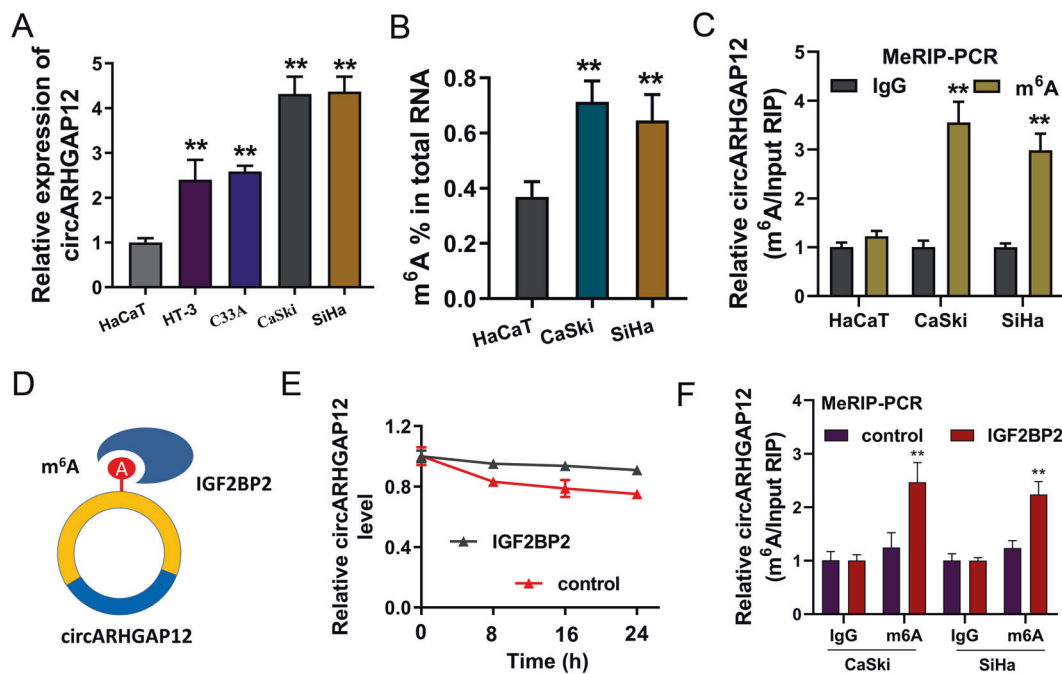 A
Relative expression of
circARHGAP12
5
4
3
2
1
0
** ** ** **
HaCaT HT-3 C33A CaSki SiHa
B
m⁶A % in total RNA
0.8
0.6
0.4
0.2
0.0
** **
HaCaT CaSki SiHa
C
Relative circARHGAP12
(m⁶A/Input RIP)
MeRIP-PCR
IgG m⁶A
5
4
3
2
1
0
** **
HaCaT CaSki SiHa
D
m⁶A
A
IGF2BP2
circARHGAP12
E
Relative circARHGAP12
level
1.2
0.8
0.4
0.0
IGF2BP2
control
0 8 16 24
Time (h)
F
Relative circARHGAP12
(m⁶A/Input RIP)
MeRIP-PCR
control IGF2BP2
4
3
2
1
0
** **
IgG m6A IgG m6A
CaSki SiHa